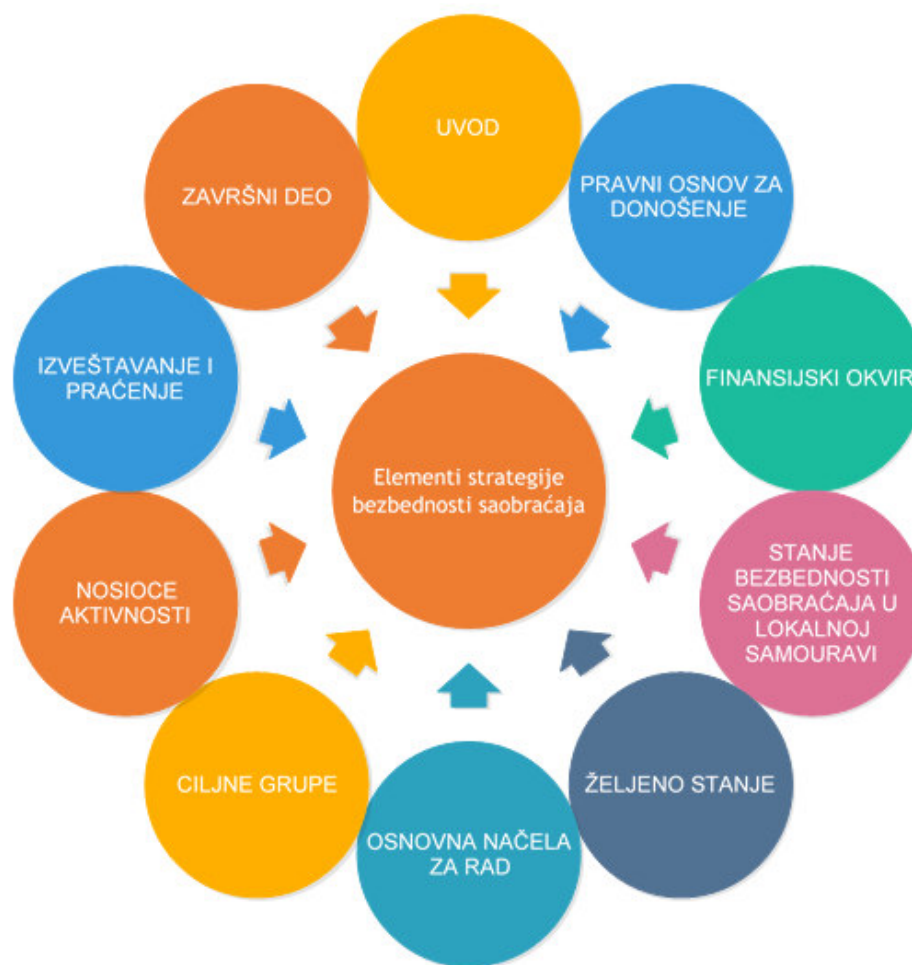 UVOD
PRAVNI OSNOV ZA
DONOŠENJE
FINANSIJSKI OKVIR
STANJE
BEZBEDNOSTI
SAOBRAĆAJA U
LOKALNOJ
SAMOURAVI
ŽELJENO STANJE
OSNOVNA NAČELA
ZA RAD
CILJNE GRUPE
NOSIOCE
AKTIVNOSTI
IZVEŠTAVANJE I
PRAĆENJE
ZAVRŠNI DEO
Elementi strategije
bezbednosti saobraćaja